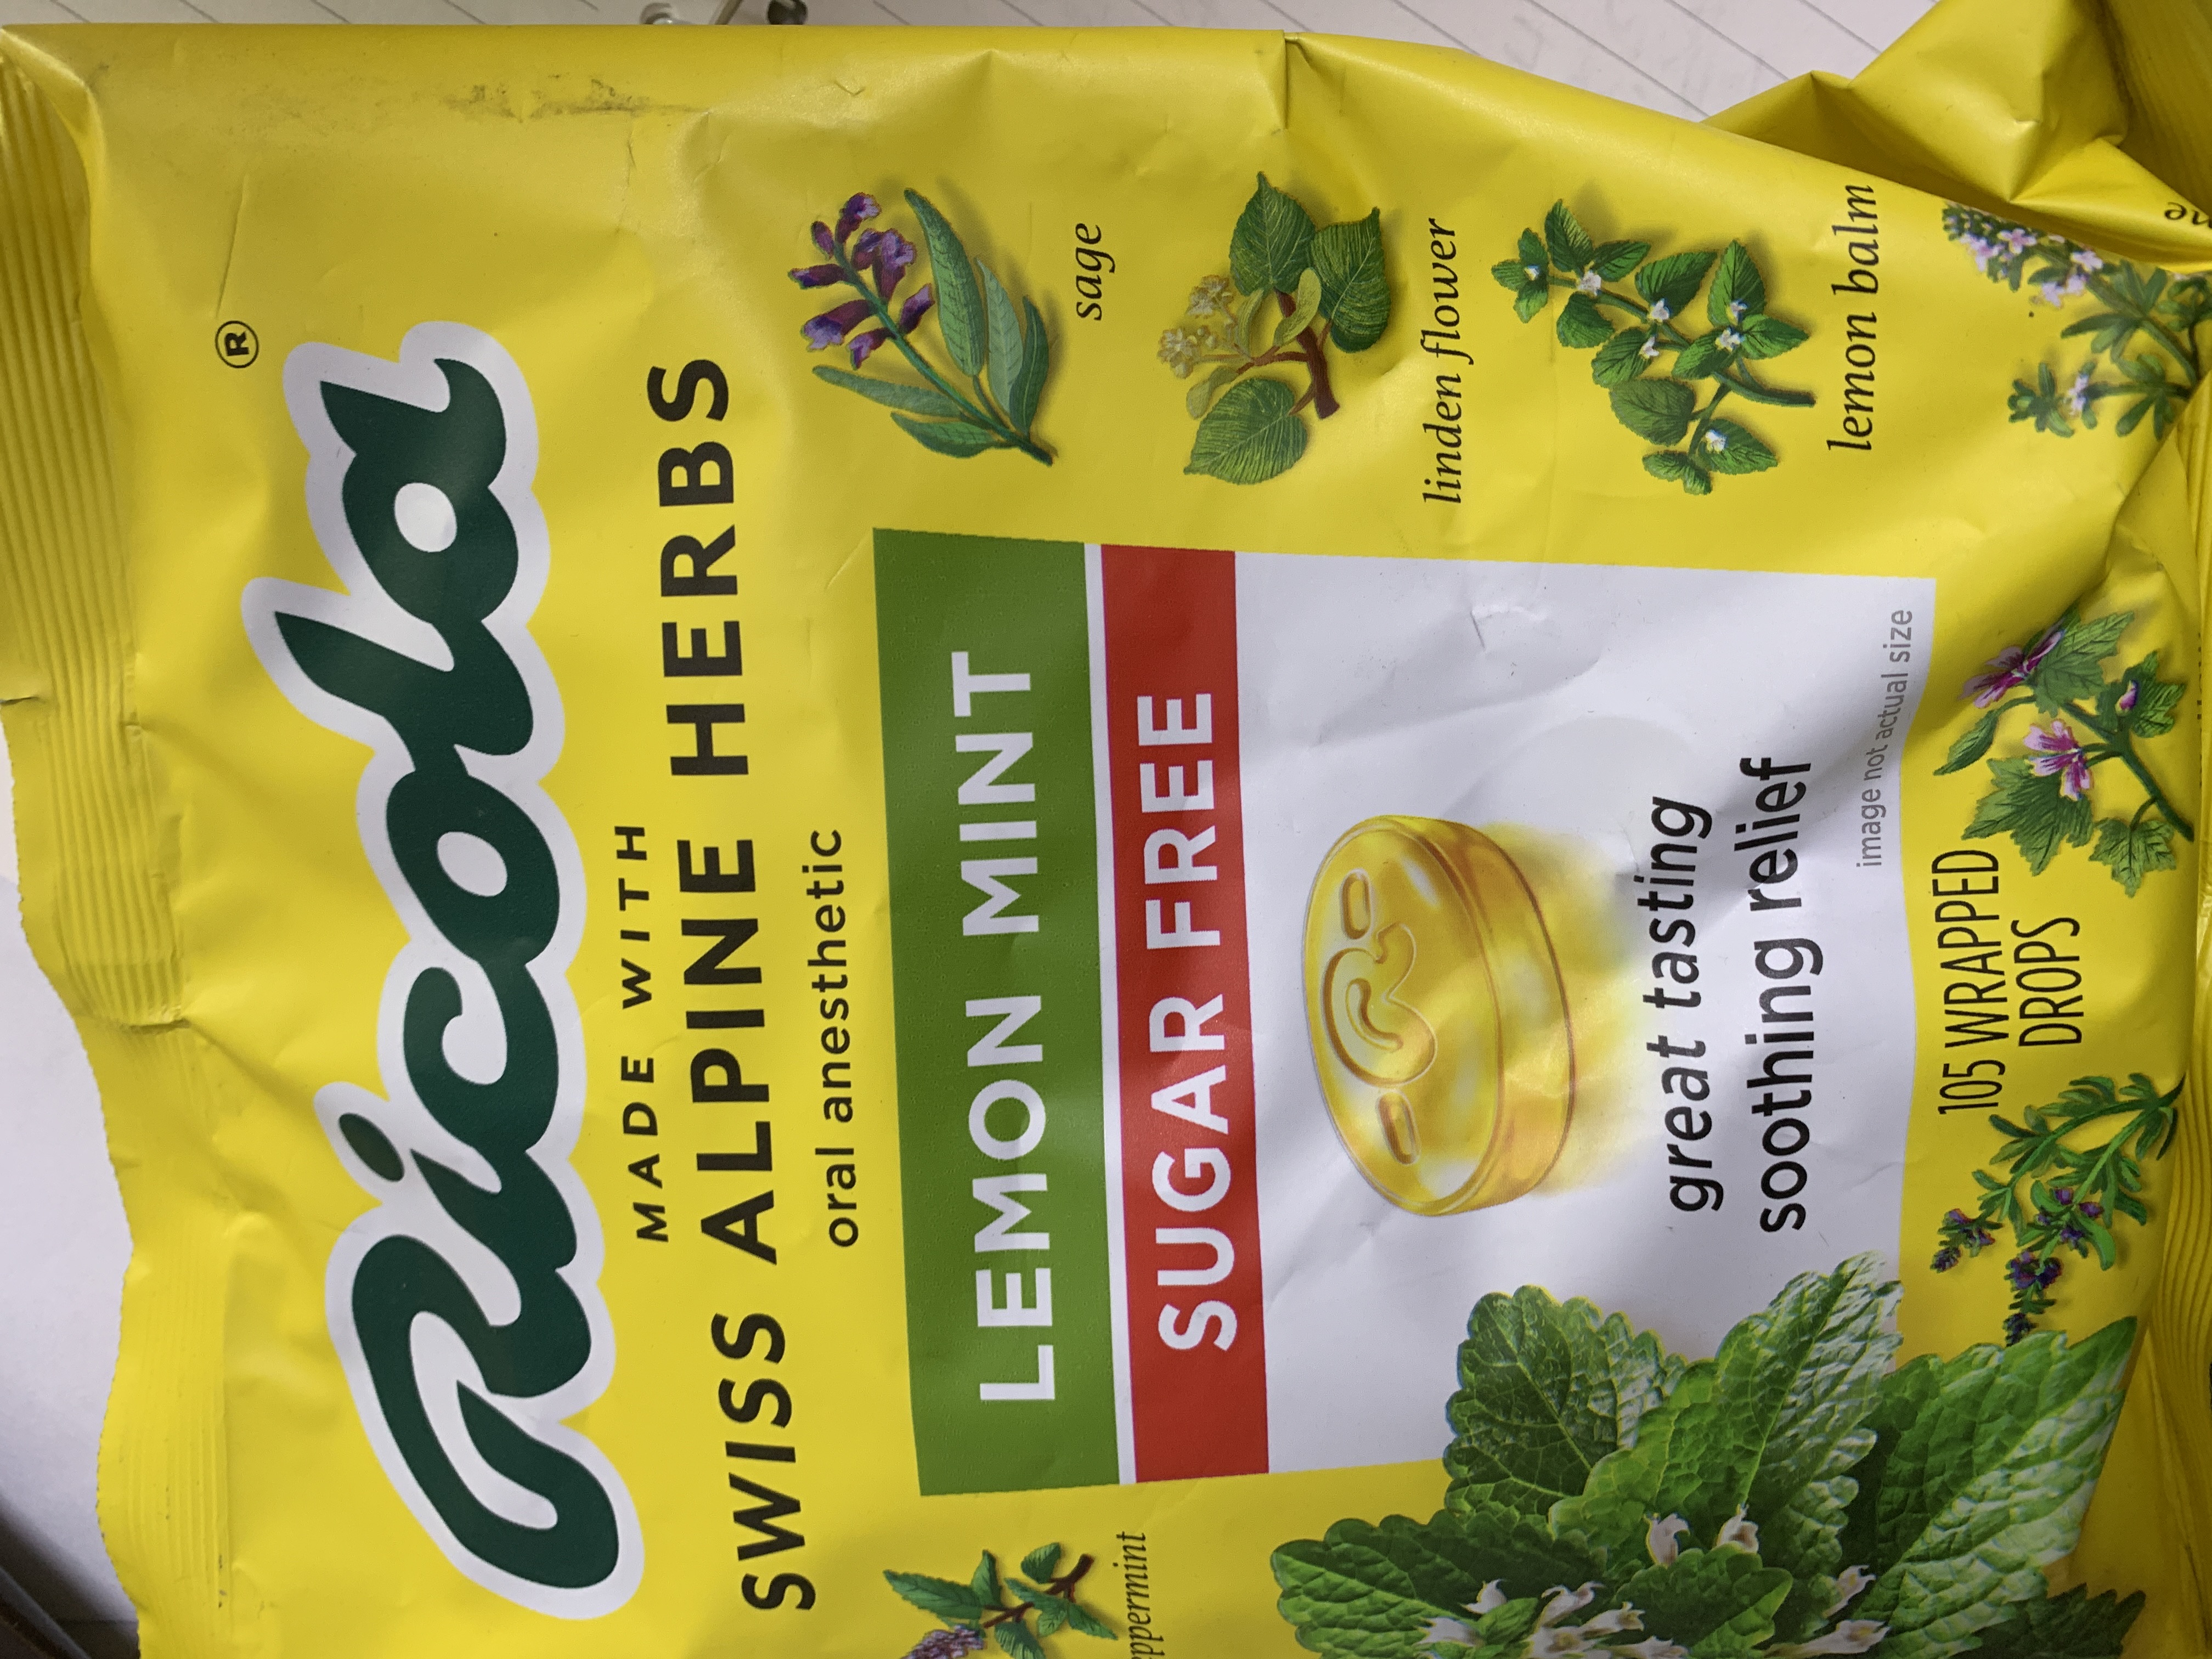 Ricola®
MADE WITH
SWISS ALPINE HERBS
oral anesthetic
LEMON MINT
SUGAR FREE
great tasting
soothing relief
image not actual size
105 WRAPPED
DROPS
sage
linden flower
lemon balm